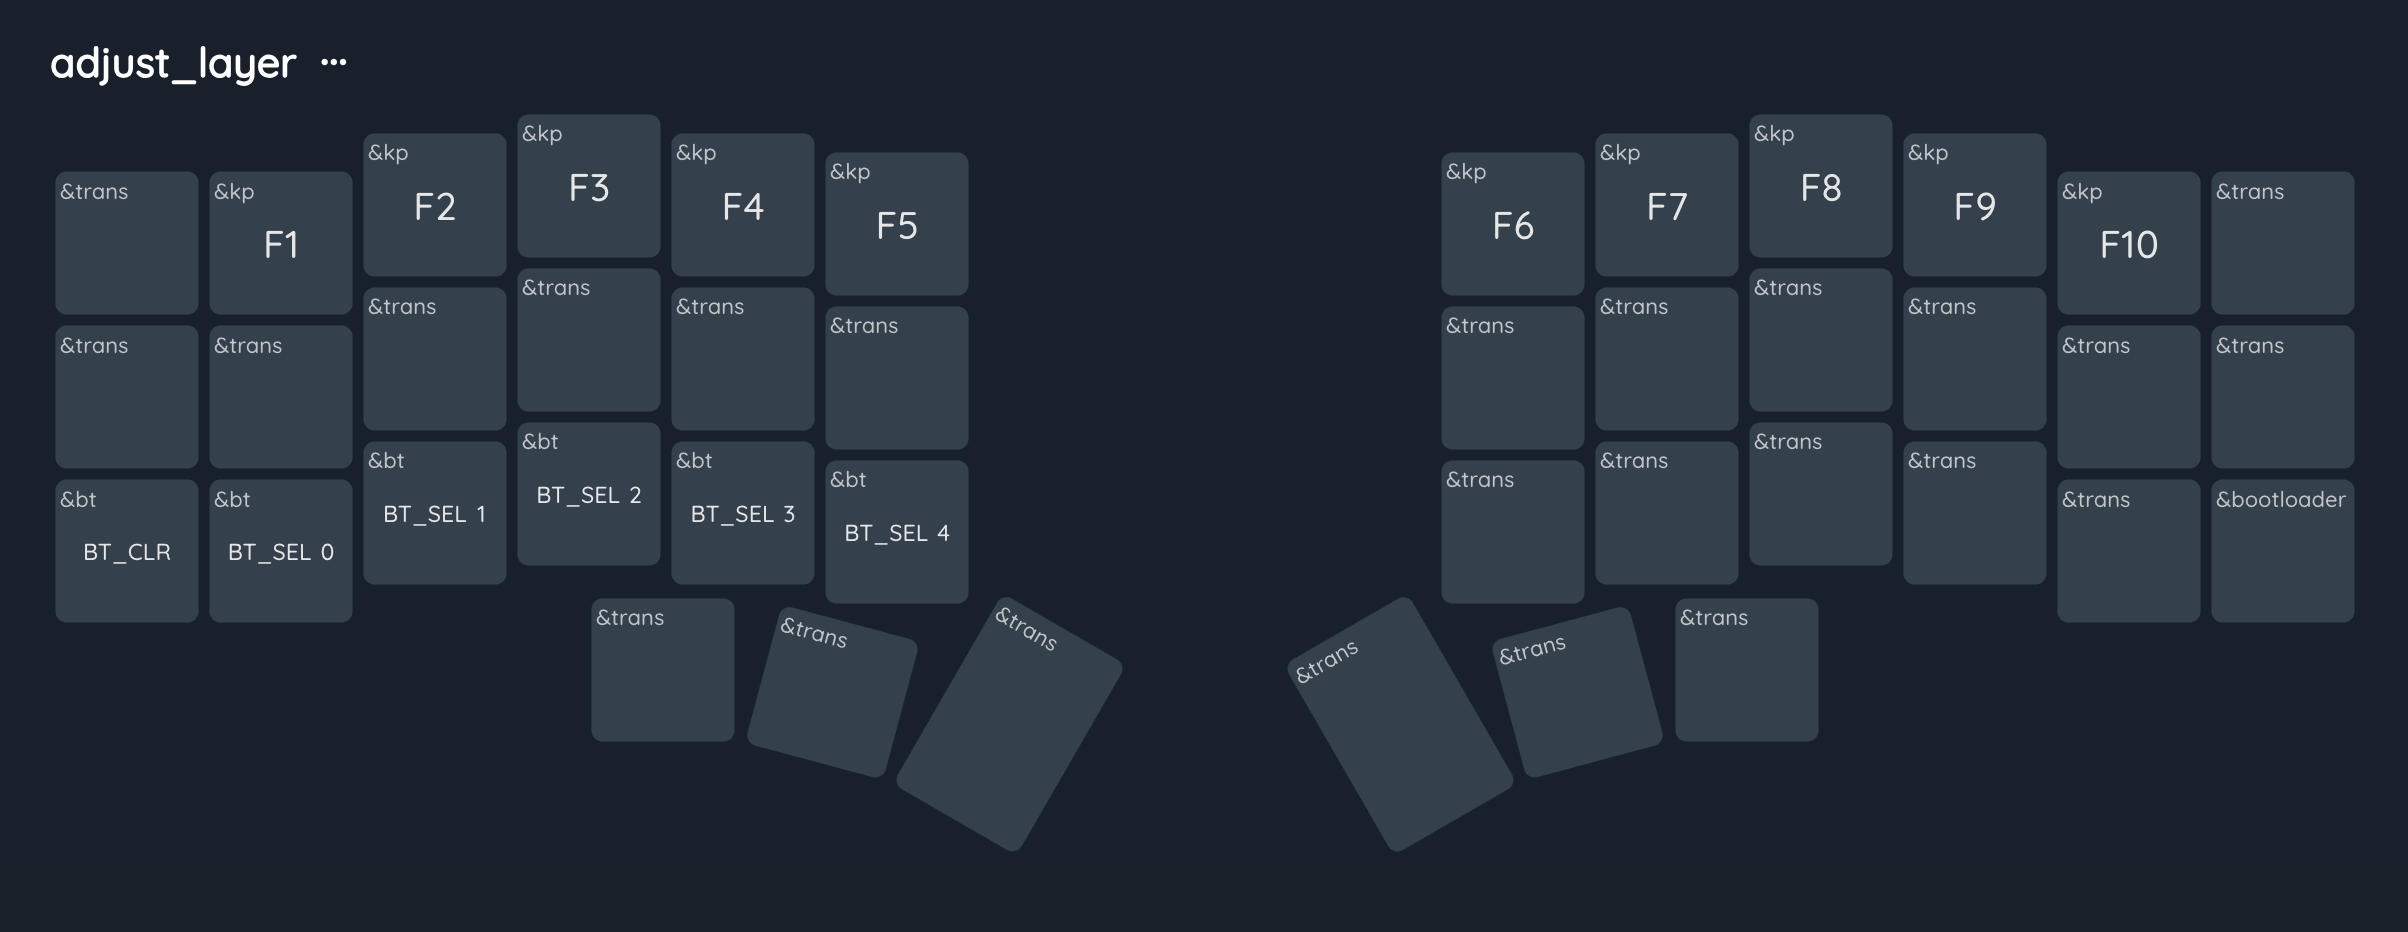 adjust_layer ...
&trans
&kp
F1
&kp
F2
&kp
F3
&kp
F4
&kp
F5
&kp
F6
&kp
F7
&kp
F8
&kp
F9
&kp
F10
&trans
&trans
&trans
&trans
&trans
&trans
&trans
&trans
&trans
&trans
&trans
&trans
&trans
&bt
BT_CLR
&bt
BT_SEL 0
&bt
BT_SEL 1
&bt
BT_SEL 2
&bt
BT_SEL 3
&bt
BT_SEL 4
&trans
&trans
&trans
&trans
&trans
&bootloader
&trans
&trans
&trans
&trans
&trans
&trans